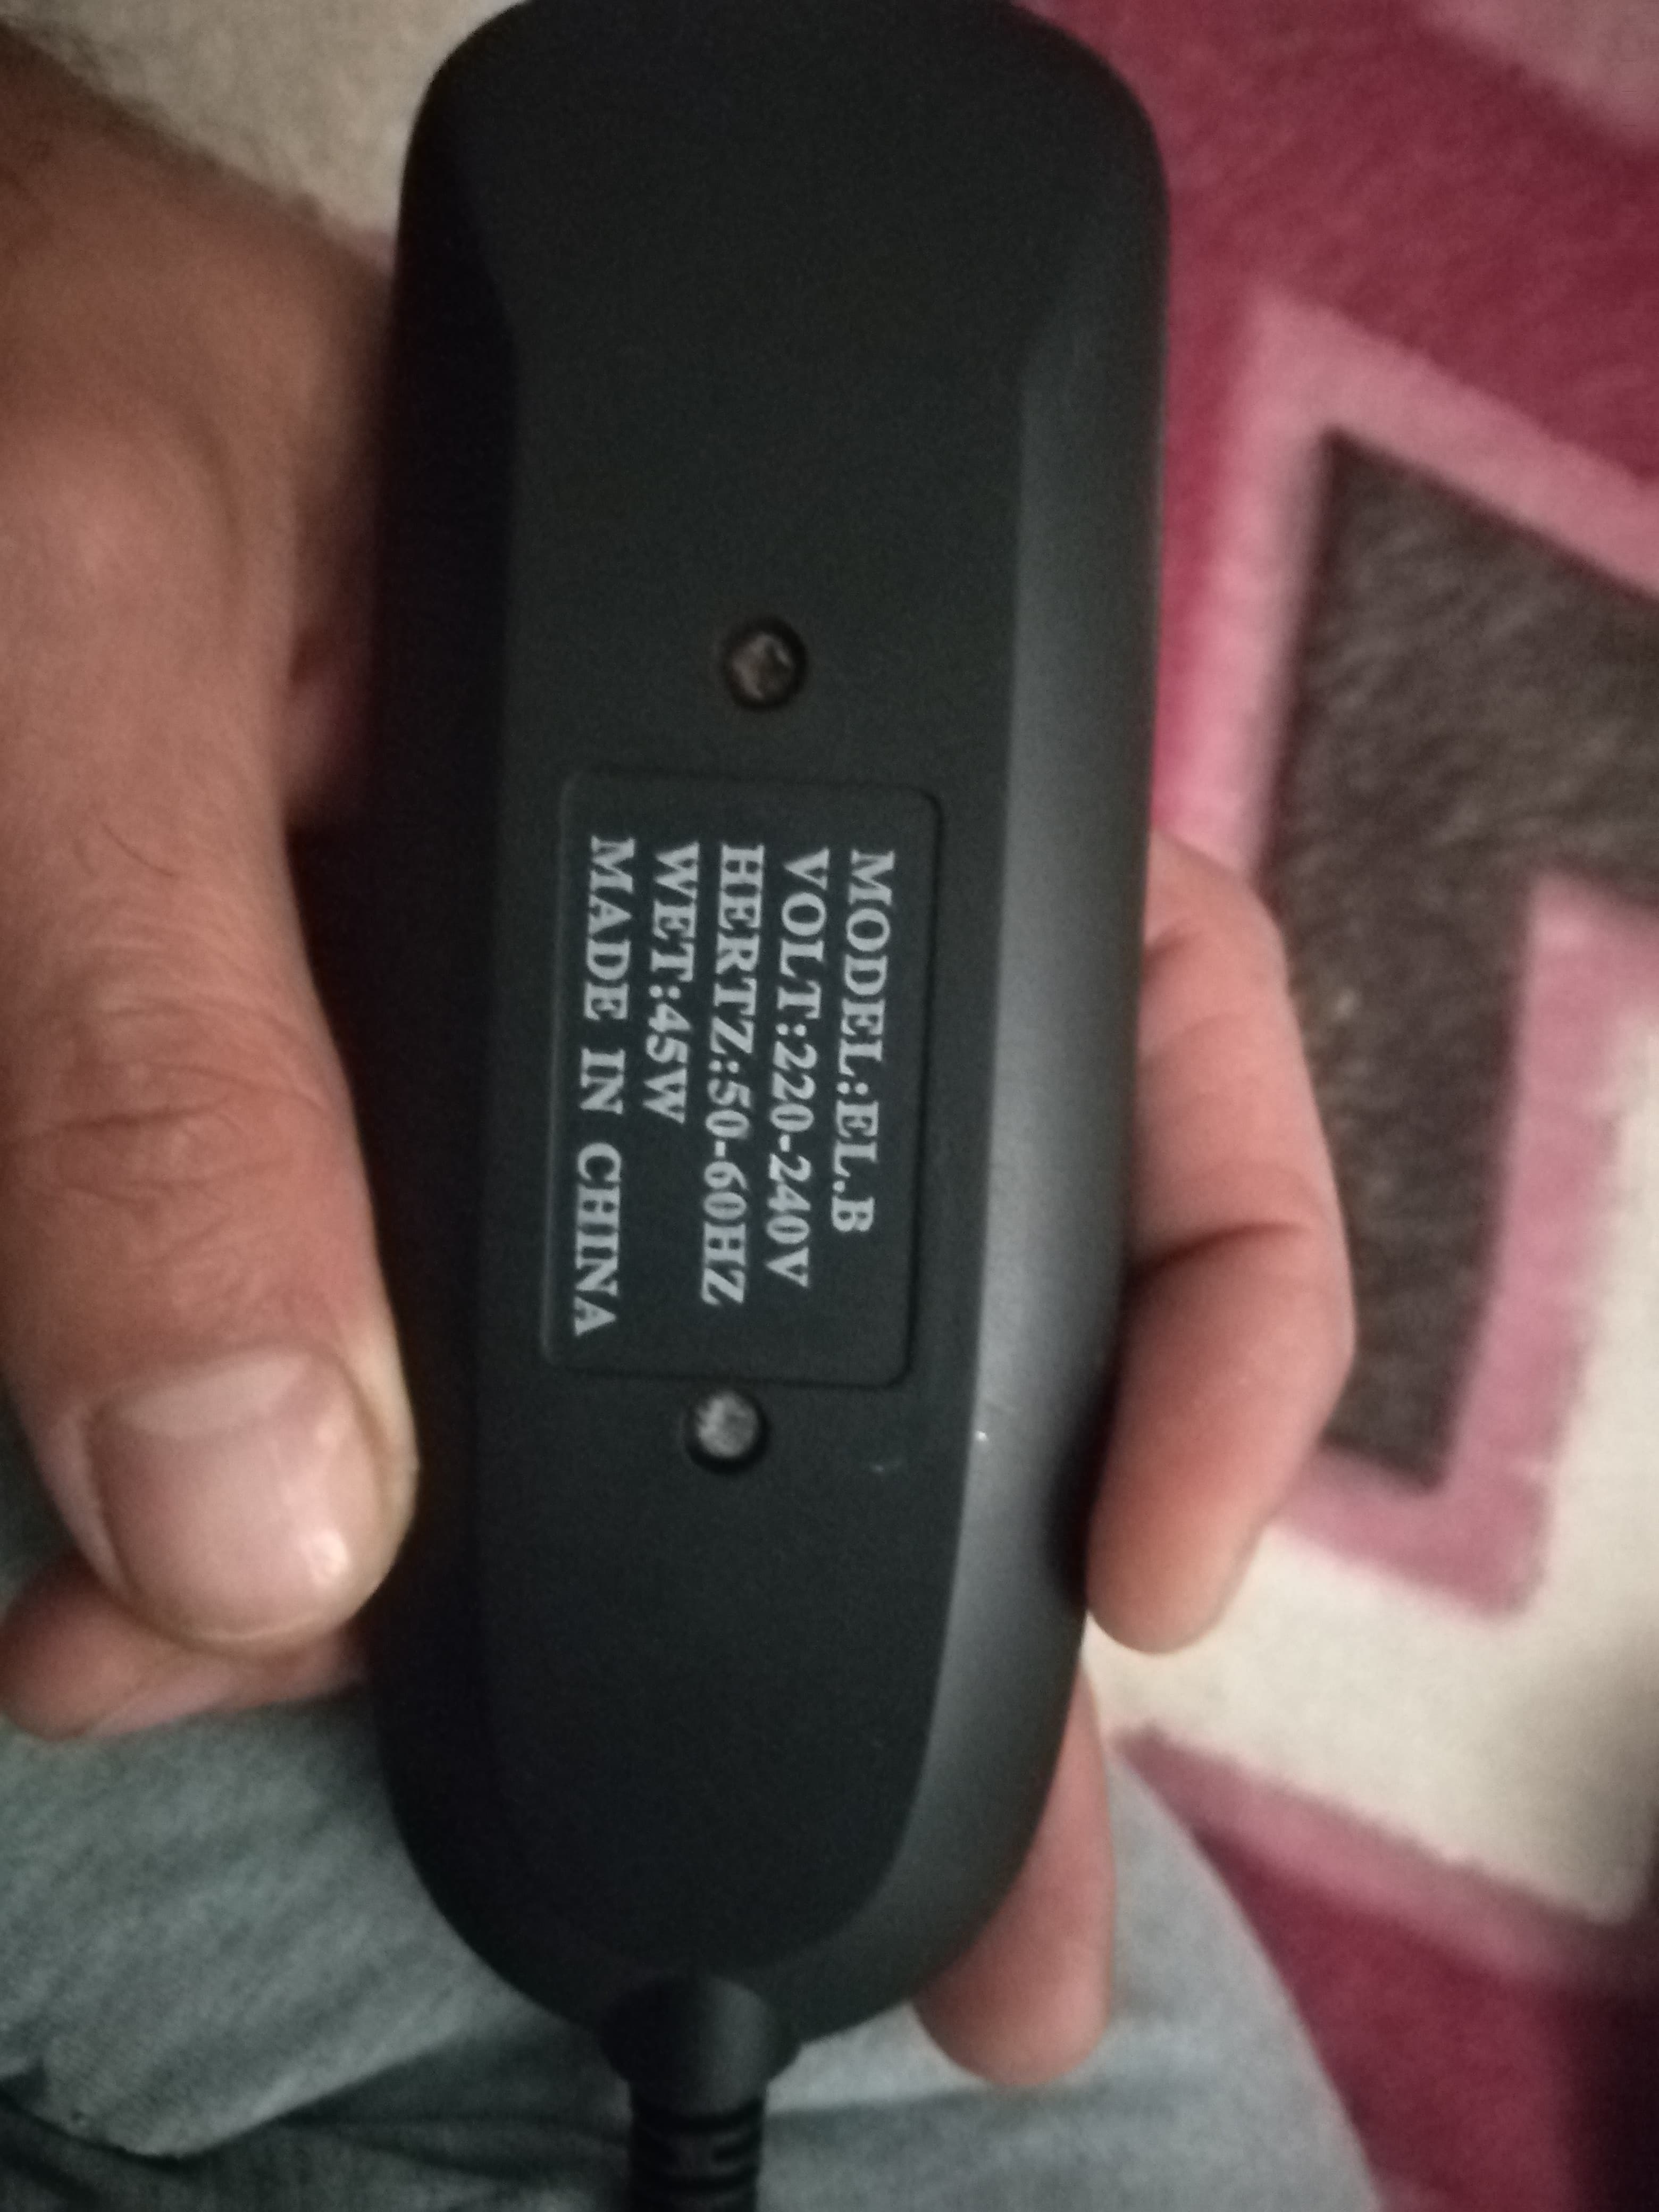 MODEL:EL.B
VOLT:220-240V
HERTZ:50-60HZ
WET:45W
MADE IN CHINA